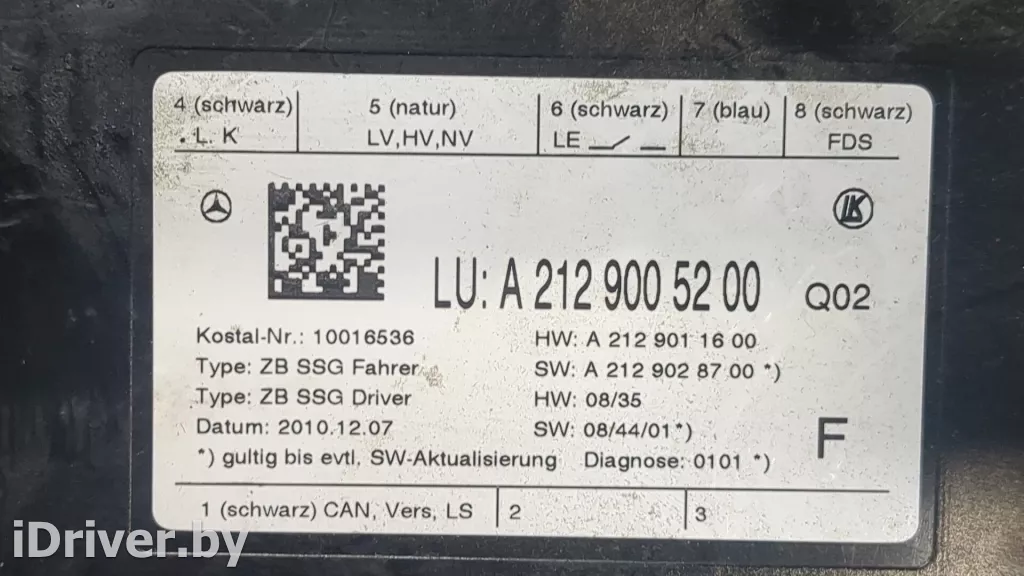 4 (schwarz) 5 (natur) 6 (schwarz) 7 (blau) 8 (schwarz)
. L. K LV,HV,NV LE FDS
LK
LU: A 212 900 52 00 Q02
Kostal-Nr.: 10016536 HW: A 212 901 16 00
Type: ZB SSG Fahrer SW: A 212 902 87 00 *)
Type: ZB SSG Driver HW: 08/35
Datum: 2010.12.07 SW: 08/44/01 *) F
*) gultig bis evtl. SW-Aktualisierung Diagnose: 0101 *)
1 (schwarz) CAN, Vers, LS 2 3
iDriver.by